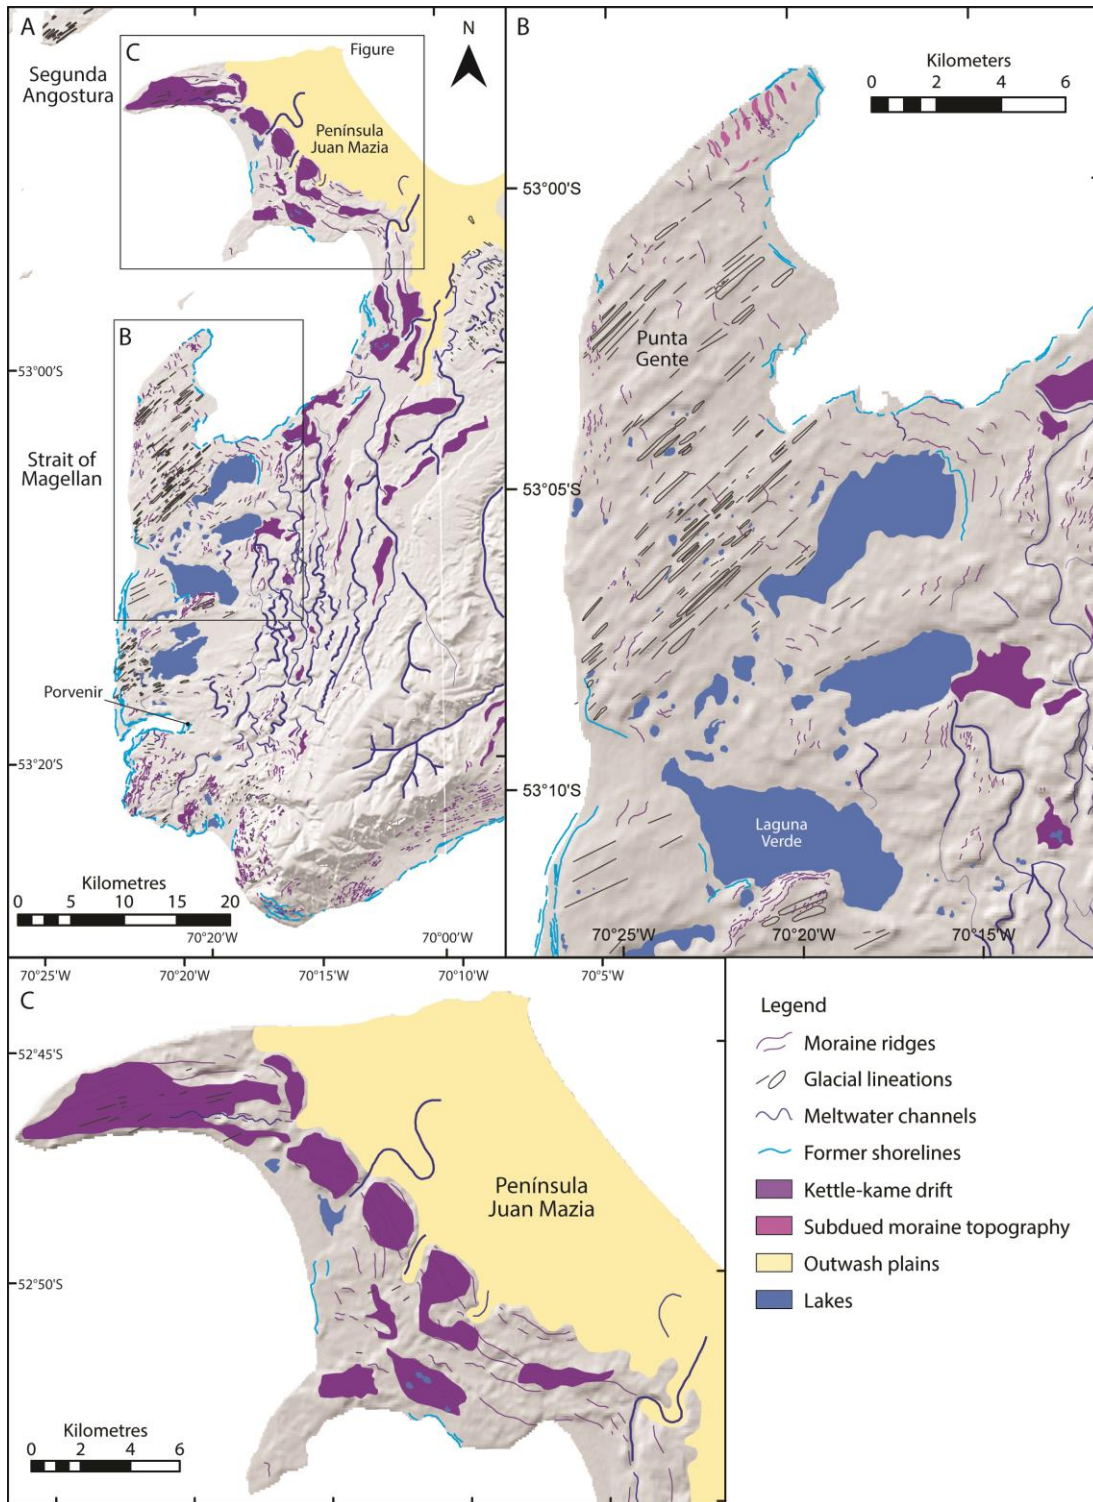 A
C
Figure
N
Segunda
Angostura
Península
Juan Mazia
B
53°00'S
Strait of
Magellan
Porvenir
53°20'S
Kilometres
0 5 10 15 20
70°20'W
70°00'W
B
Kilometers
0 2 4 6
53°00'S
Punta
Gente
53°05'S
53°10'S
Laguna
Verde
70°25'W
70°20'W
70°15'W
70°25'W
70°20'W
70°15'W
70°10'W
70°5'W
C
52°45'S
Península
Juan Mazia
52°50'S
Kilometres
0 2 4 6
Legend
Moraine ridges
Glacial lineations
Meltwater channels
Former shorelines
Kettle-kame drift
Subdued moraine topography
Outwash plains
Lakes